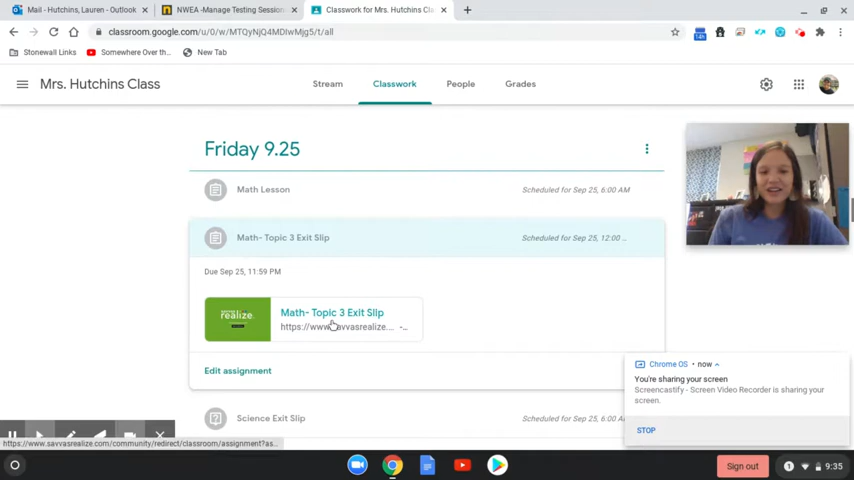 Mail - Hutchins, Lauren - Outlook
NWEA -Manage Testing Session
Classwork for Mrs. Hutchins Cla
classroom.google.com/u/0/w/MTQyNjQ4MDIwMjg5/t/all
14h
Stonewall Links
Somewhere Over th...
New Tab
Mrs. Hutchins Class
Stream
Classwork
People
Grades
Friday 9.25
Math Lesson
Scheduled for Sep 25, 6:00 AM
Math- Topic 3 Exit Slip
Scheduled for Sep 25, 12:00 ...
Due Sep 25, 11:59 PM
realize.
Math- Topic 3 Exit Slip
https://www.savvasrealize.... -...
Edit assignment
Chrome OS • now
You're sharing your screen
Screencastify - Screen Video Recorder is sharing your
screen.
STOP
Science Exit Slip
Scheduled for Sep 25, 6:00 A
https://www.savvasrealize.com/community/redirect/classroom/assignment?as...
Sign out
1
9:35